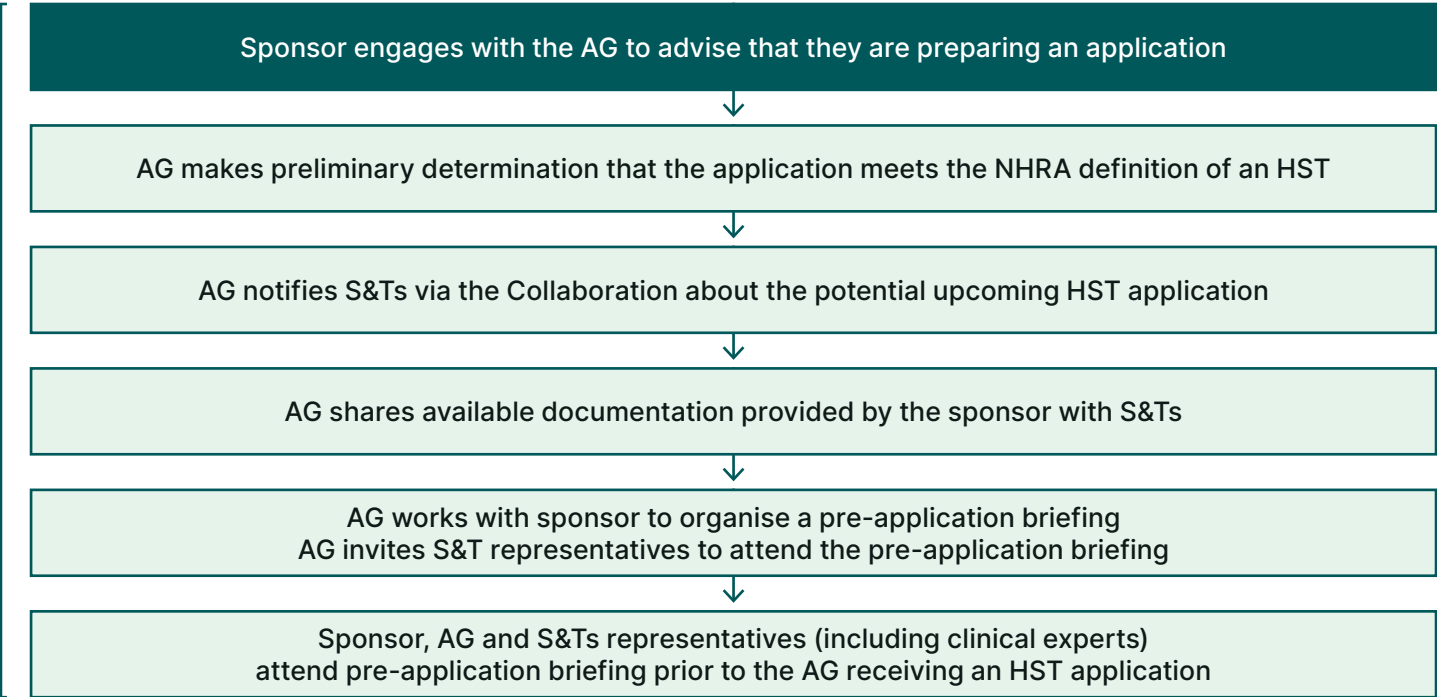 Sponsor engages with the AG to advise that they are preparing an application
AG makes preliminary determination that the application meets the NHRA definition of an HST
AG notifies S&Ts via the Collaboration about the potential upcoming HST application
AG shares available documentation provided by the sponsor with S&Ts
AG works with sponsor to organise a pre-application briefing
AG invites S&T representatives to attend the pre-application briefing
Sponsor, AG and S&Ts representatives (including clinical experts)
attend pre-application briefing prior to the AG receiving an HST application